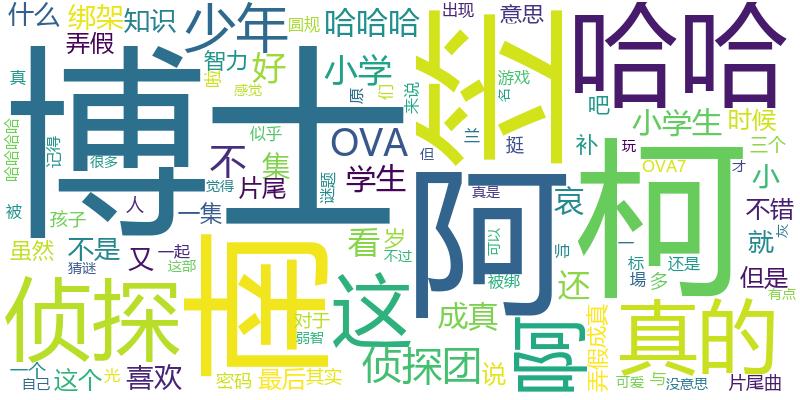 什么
绑架
知识
少年
哈哈哈
出现
意思
弄假
圆规
哈哈
真
智力
好
小学
原
们
来说
游戏
名
笠
吧
博士
感觉
似乎
OVA
但
兰
挺
小学生
时候
哈哈哈哈
记得
很多
不
集
谜题
补
玩
三个
觉得
片尾
学生
阿
真是
柯
OVA7
才
小
被
孩子
人
一集
哀
不错
虽然
不是
又
一起
看
岁
可以
帅
一
还是
就
灰
猜谜
这部
南
这
不过
被绑
还
标
場
多
但是
有点
侦探
对于
弱智
成真
啊
弄假成真
真的
一个
自己
这个
光
喜欢
密码
最后
其实
侦探团
说
可爱
与
没意思
片尾曲